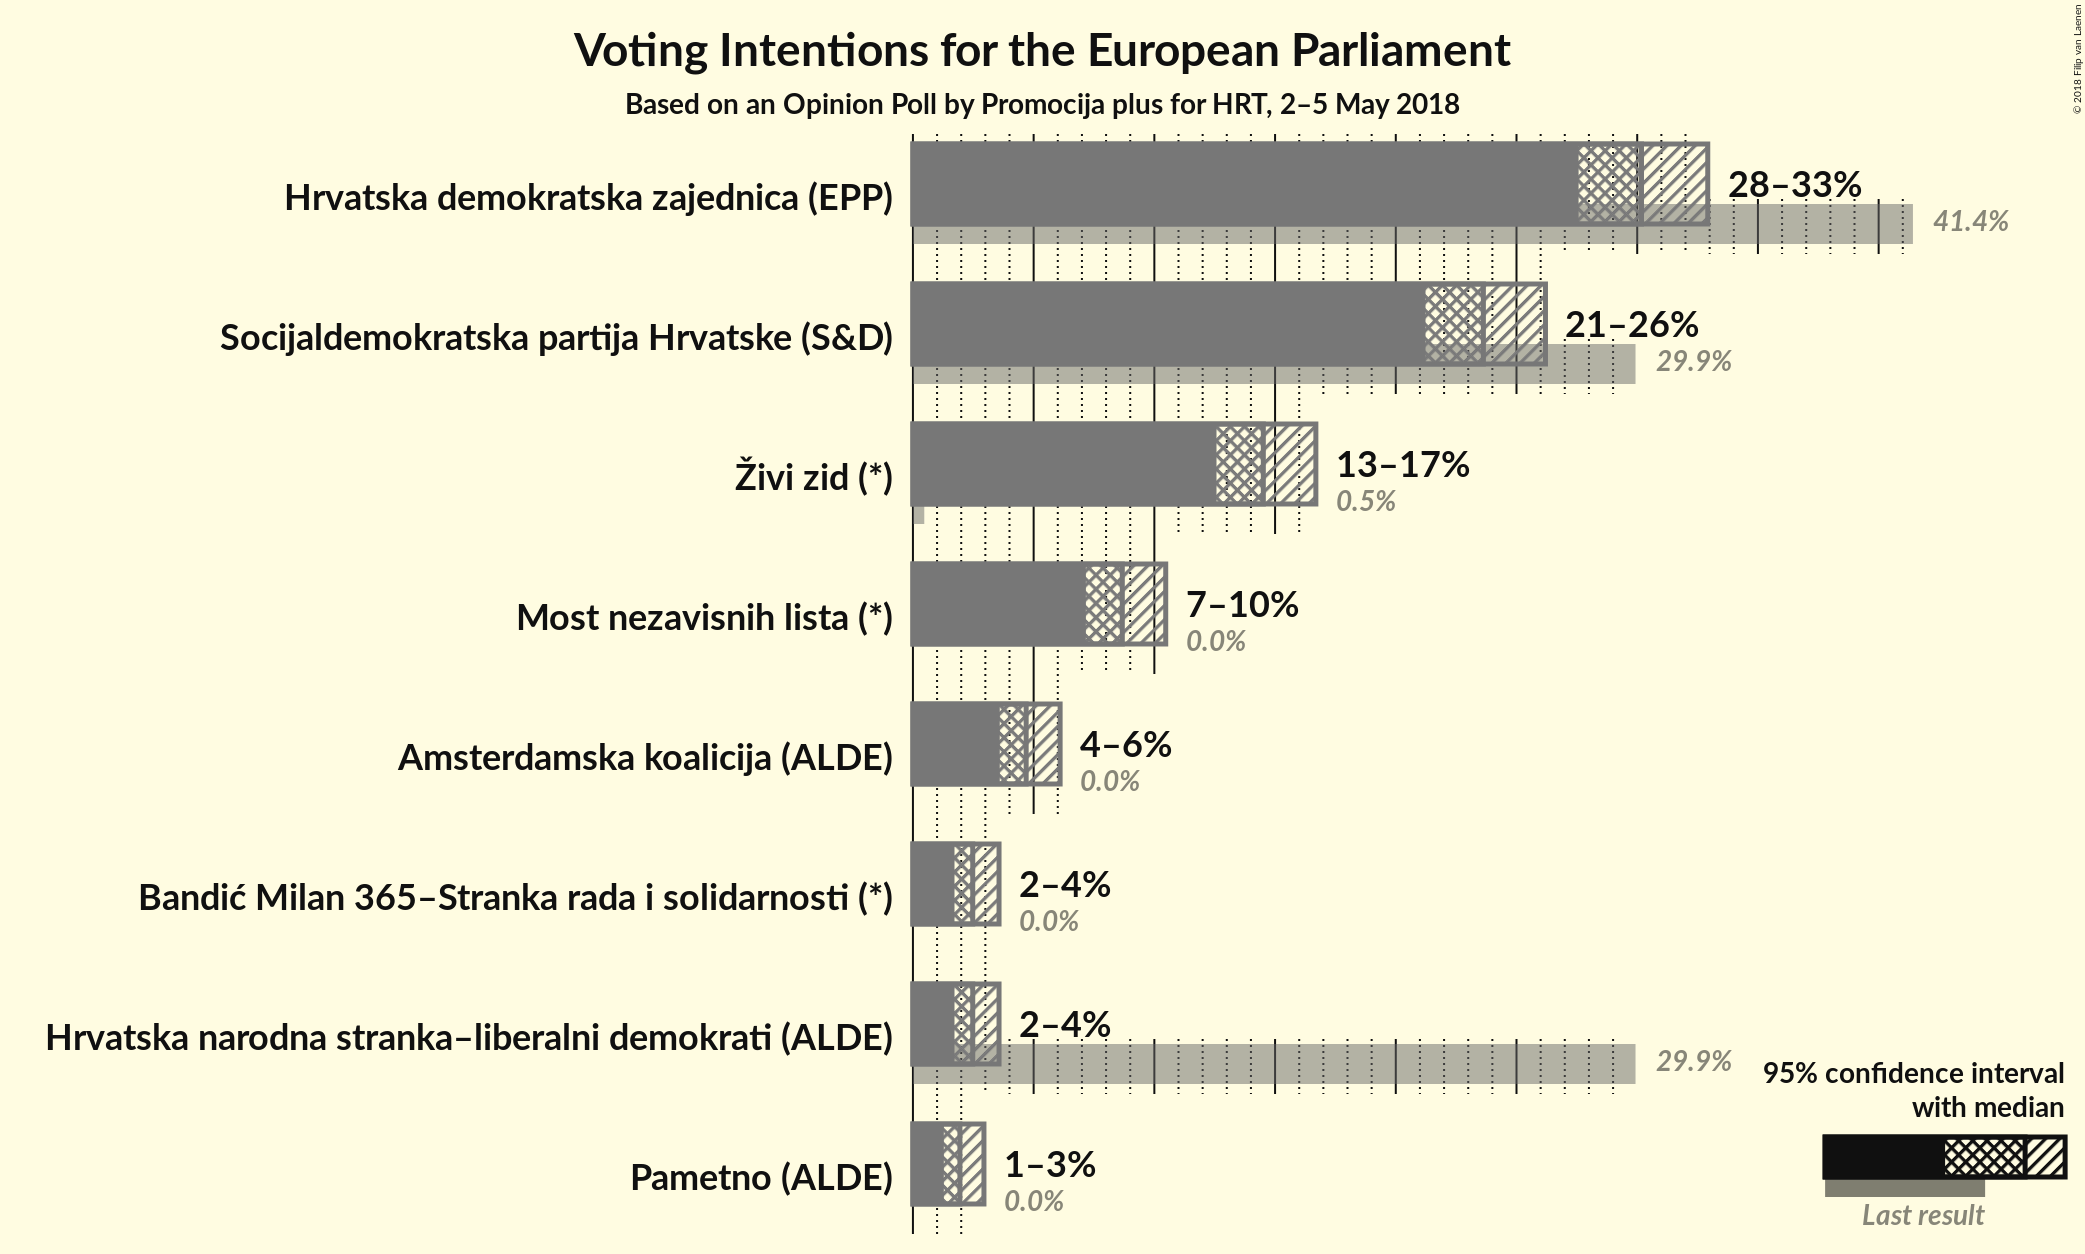 Voting Intentions for the European Parliament
Based on an Opinion Poll by Promocija plus for HRT, 2–5 May 2018
© 2018 Filip van Laenen
Hrvatska demokratska zajednica (EPP)
28–33%
41.4%
Socijaldemokratska partija Hrvatske (S&D)
21–26%
29.9%
Živi zid (*)
13–17%
0.5%
Most nezavisnih lista (*)
7–10%
0.0%
Amsterdamska koalicija (ALDE)
4–6%
0.0%
Bandić Milan 365–Stranka rada i solidarnosti (*)
2–4%
0.0%
Hrvatska narodna stranka–liberalni demokrati (ALDE)
2–4%
29.9%
Pametno (ALDE)
1–3%
0.0%
95% confidence interval
with median
Last result